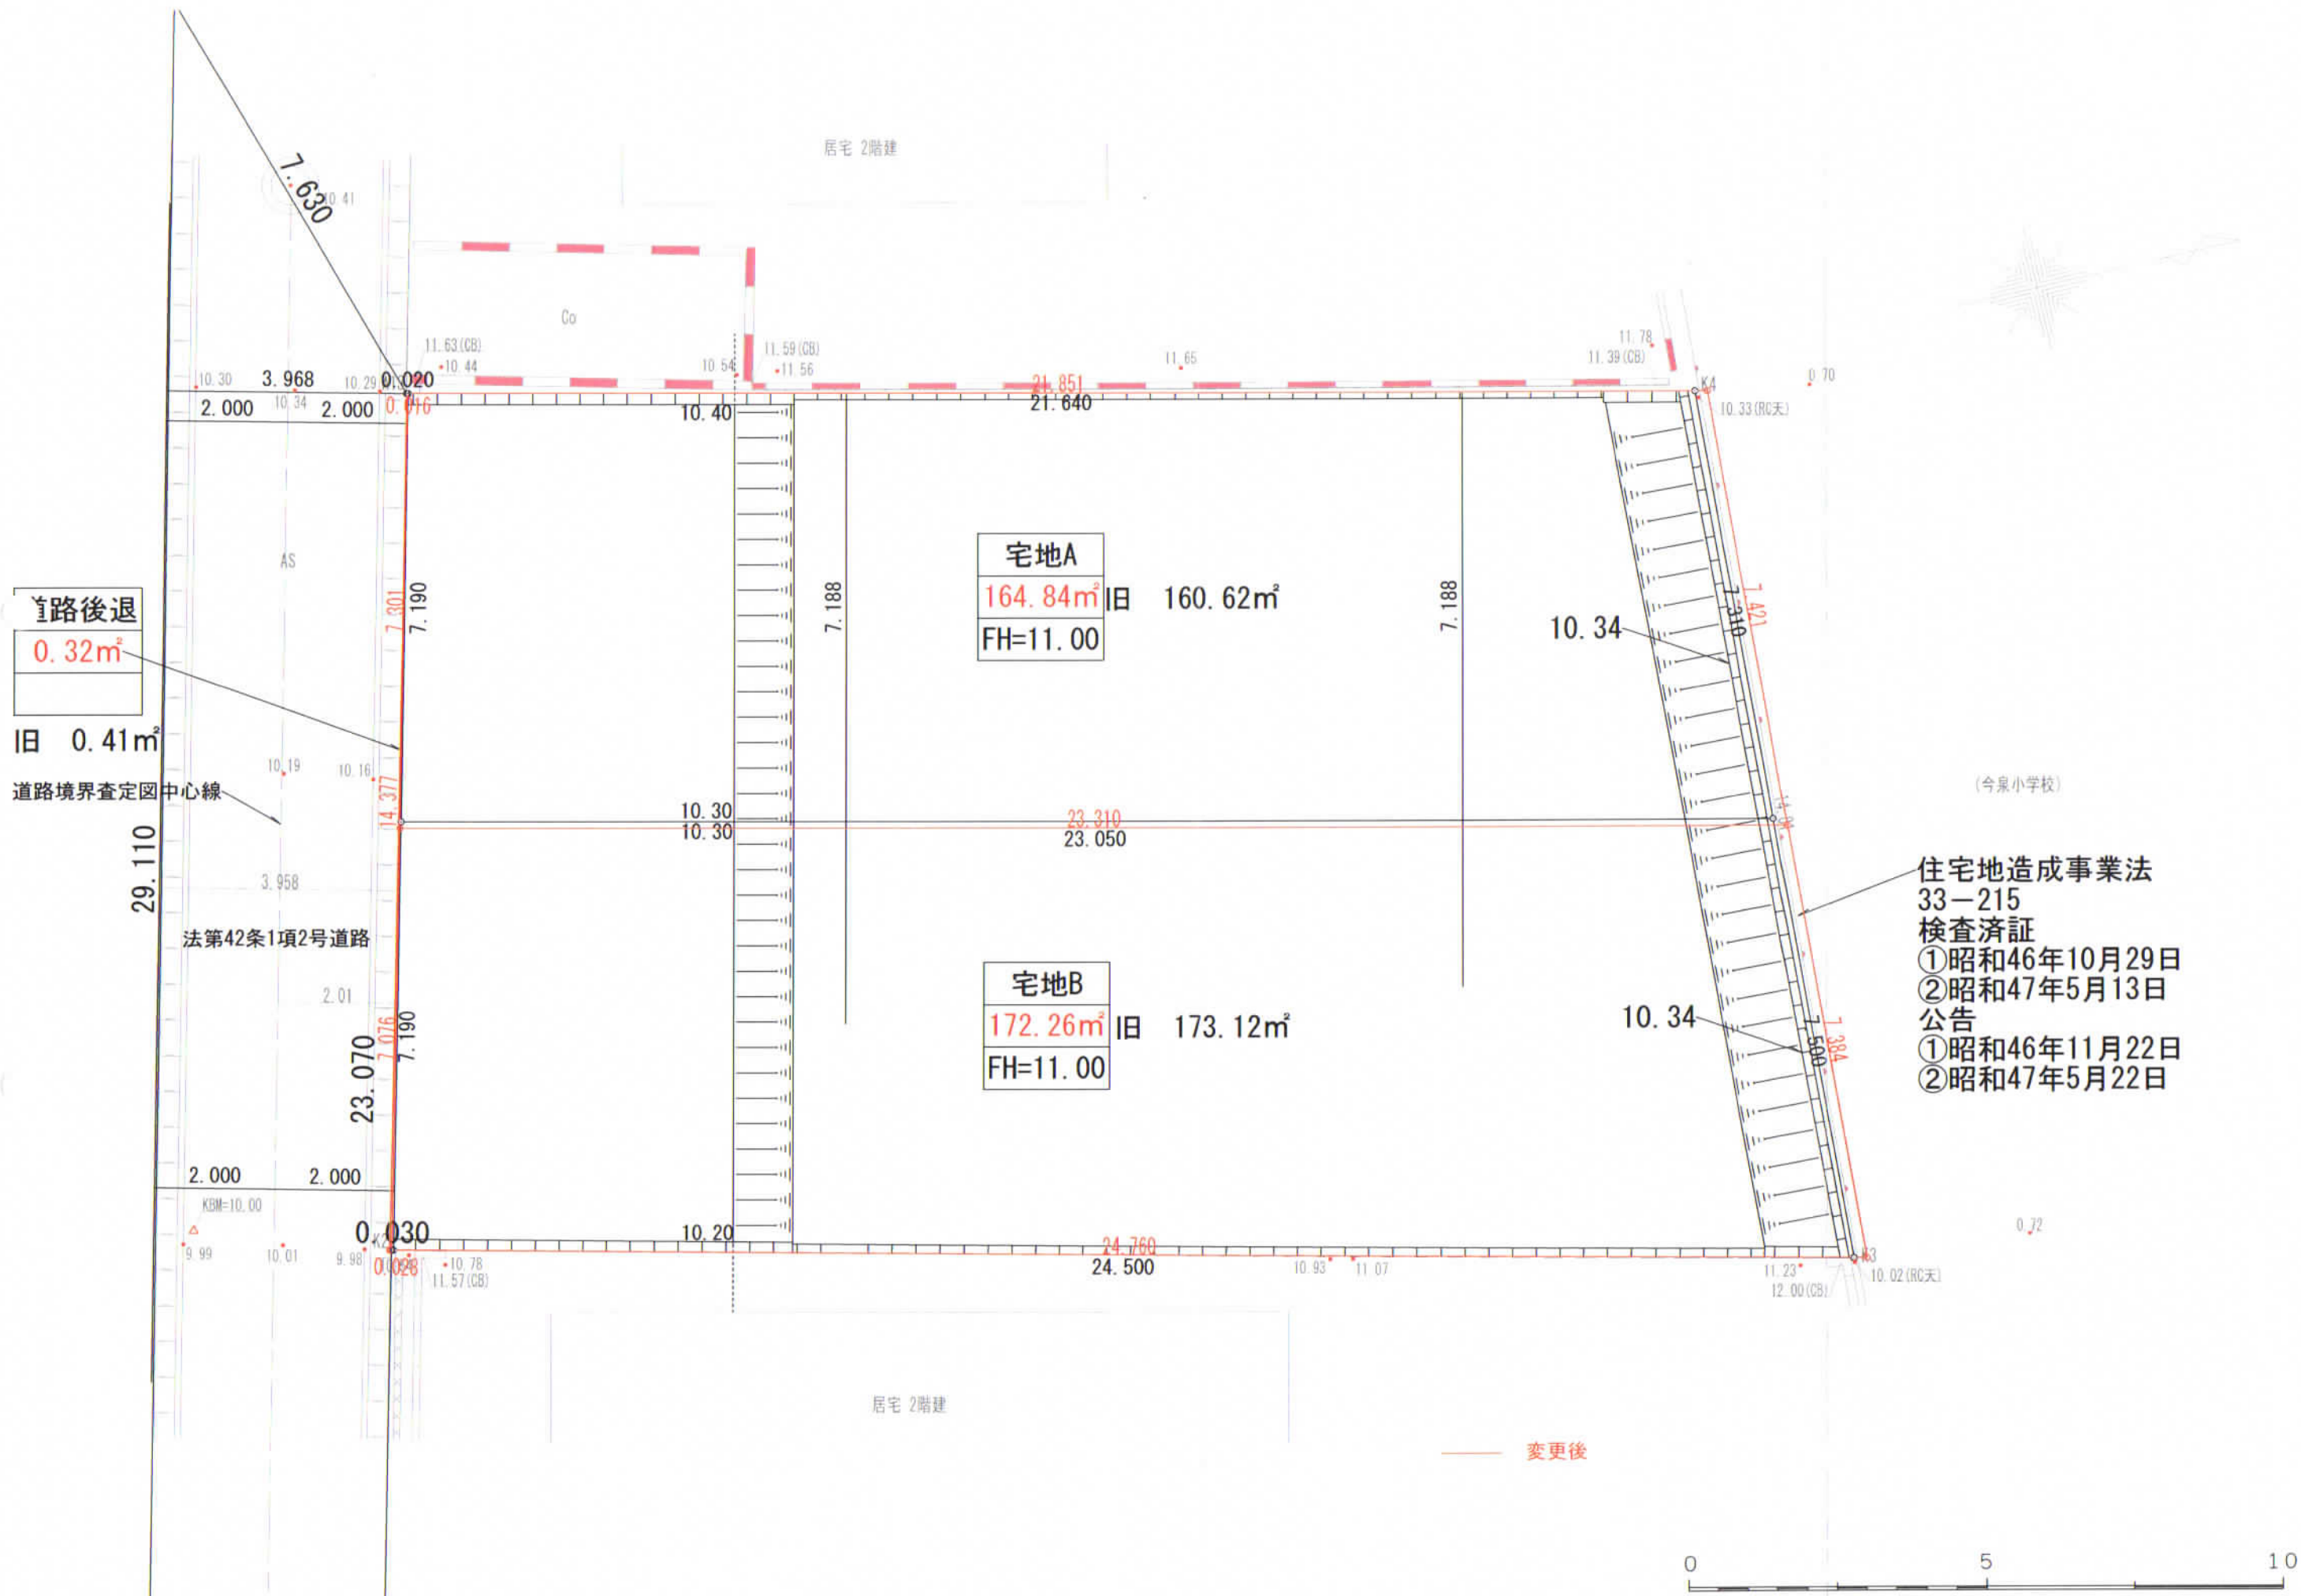 居宅 2階建
7.630
10.41
Co
11.63(CB)
10.44
10.54
11.59(CB)
11.56
11.65
11.78
11.39(CB)
K4
0.70
10.33(RC天)
10.30
3.968
10.29
0.020
10.34
0.016
2.000
2.000
10.40
21.851
21.640
AS
7.301
7.190
7.188
宅地A
164.84㎡
旧 160.62㎡
FH=11.00
7.188
10.34
7.310
7.421
道路後退
0.32㎡
旧 0.41㎡
道路境界査定図中心線
10.19
10.16
14.377
29.110
10.30
10.30
23.310
23.050
(今泉小学校)
3.958
法第42条1項2号道路
2.01
7.076
7.190
23.070
宅地B
172.26㎡
旧 173.12㎡
FH=11.00
10.34
7.500
7.384
住宅地造成事業法
33－215
検査済証
①昭和46年10月29日
②昭和47年5月13日
公告
①昭和46年11月22日
②昭和47年5月22日
2.000
2.000
KBM=10.00
0.030
K2
9.99
10.01
9.98
0.028
10.78
11.57(CB)
10.20
24.760
24.500
10.93
11.07
11.23
12.00(CB)
K3
10.02(RC天)
0.72
居宅 2階建
変更後
0 5 10